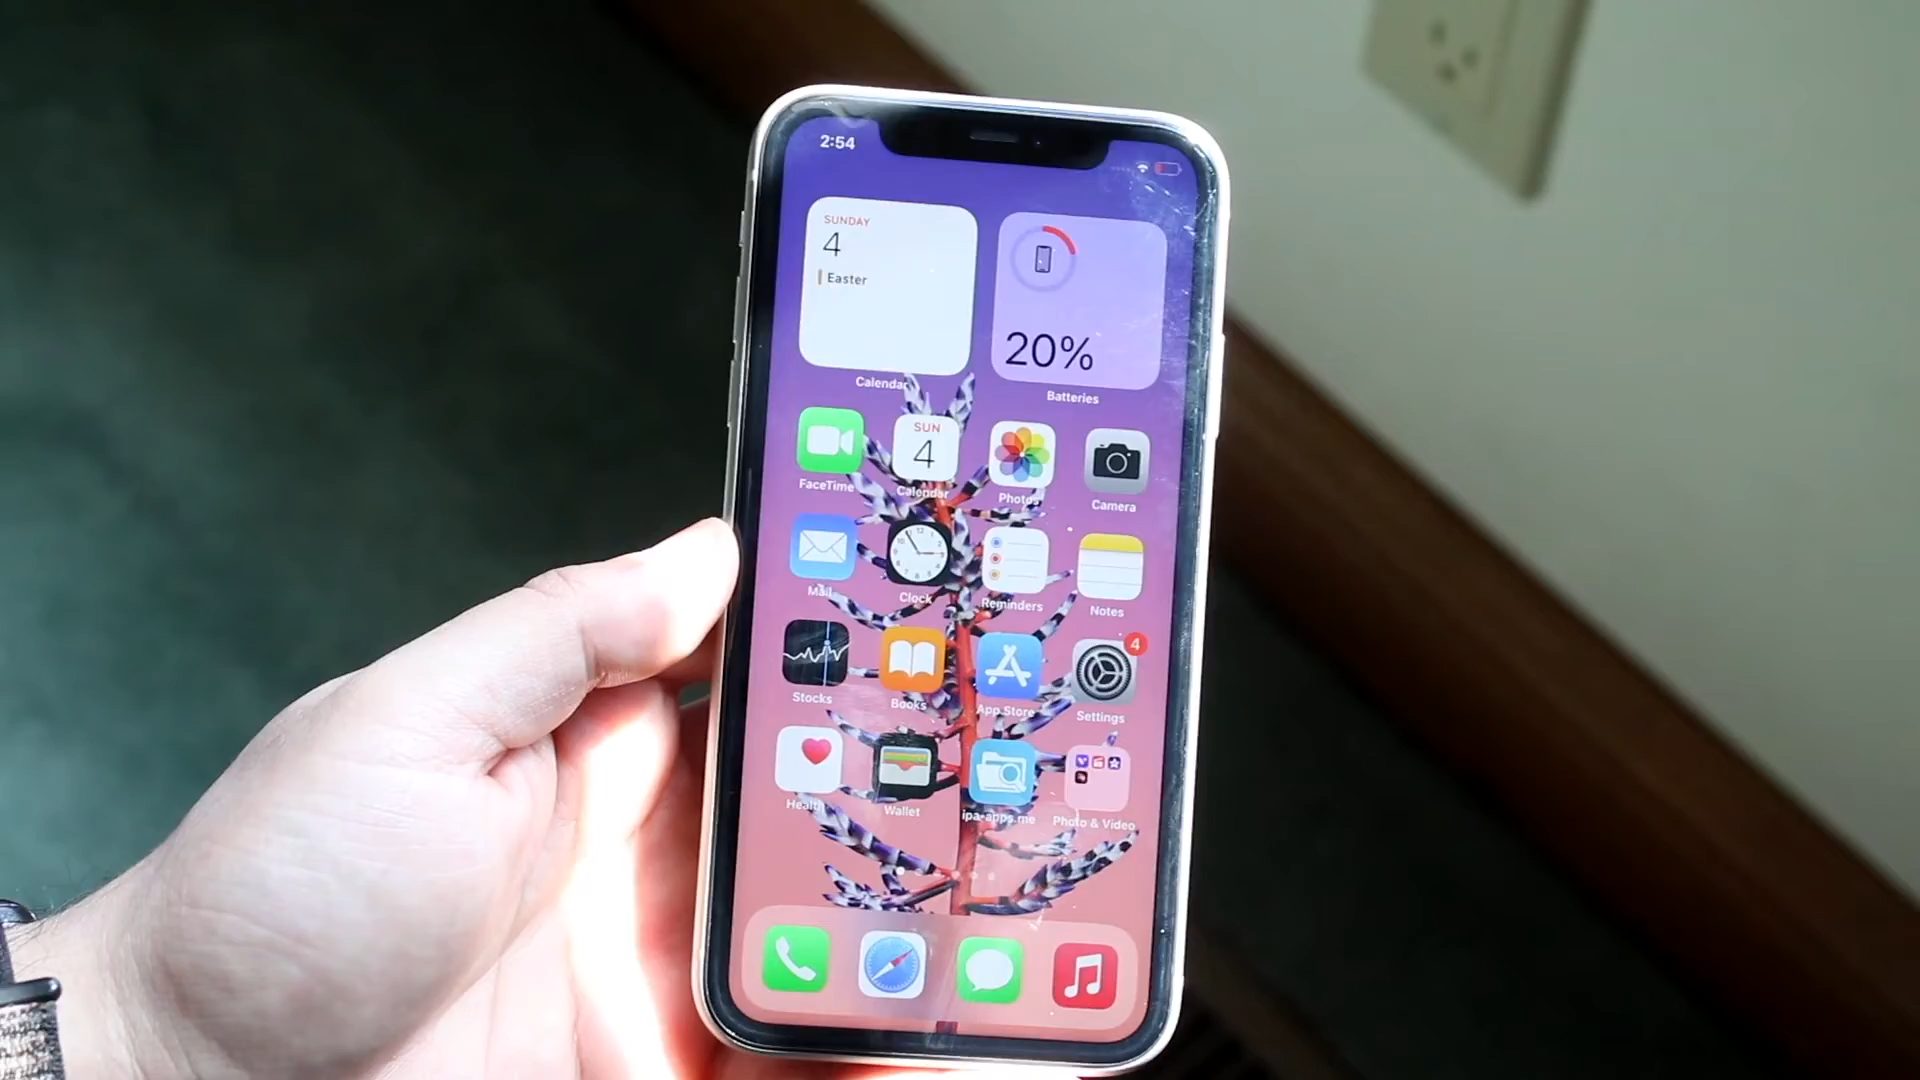 2:54
SUNDAY
4
Easter
20%
Calendar
Batteries
SUN
4
FaceTime
Calendar
Photos
Camera
Mail
Clock
Reminders
Notes
4
Stocks
Books
App Store
Settings
Health
Wallet
ipa-apps.me
Photo & Video